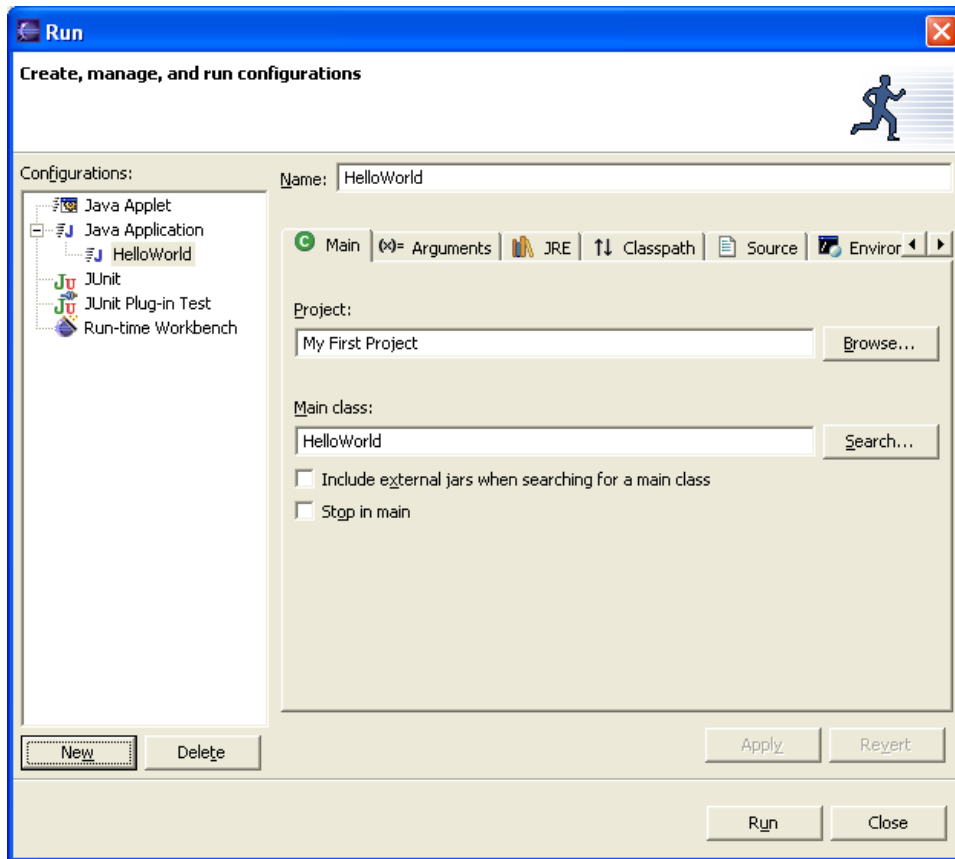 Run
Create, manage, and run configurations
Configurations:
Java Applet
Java Application
HelloWorld
JUnit
JUnit Plug-in Test
Run-time Workbench
New Delete
Name: HelloWorld
Main (x)= Arguments JRE Classpath Source Enviror
Project:
My First Project Browse...
Main class:
HelloWorld Search...
Include external jars when searching for a main class
Stop in main
Apply Revert
Run Close